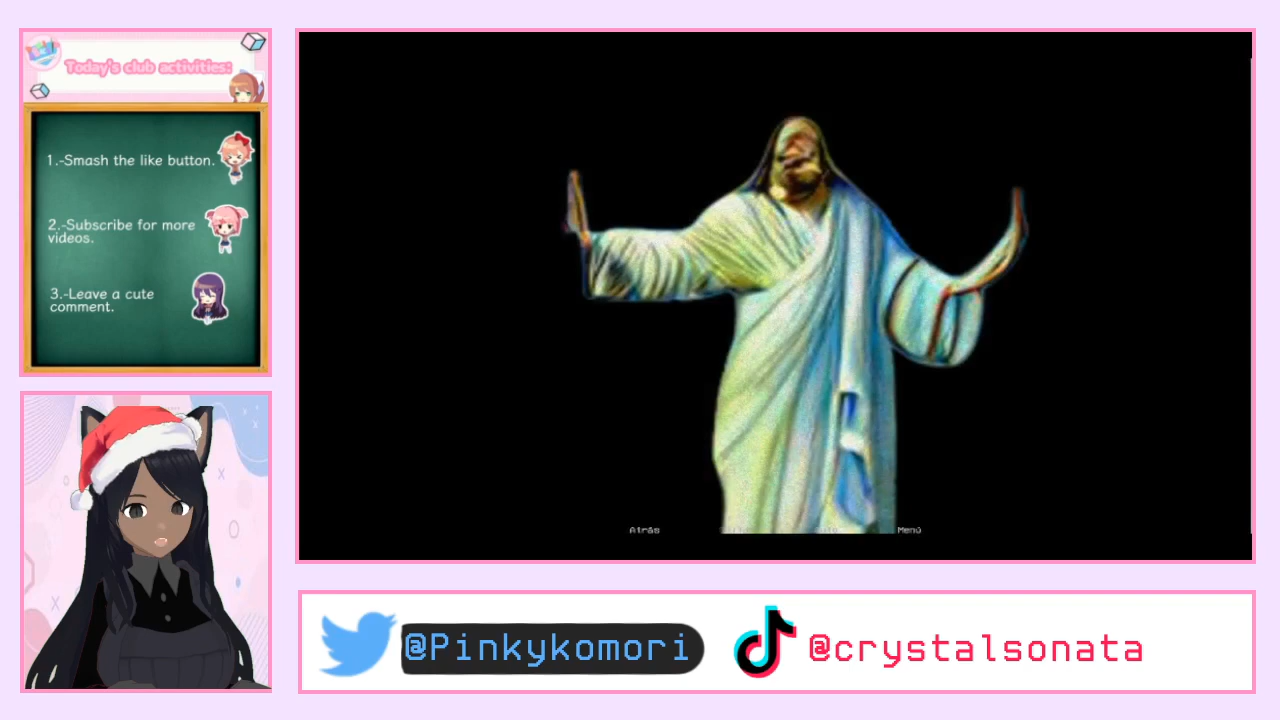 Today's club activities:
1.-Smash the like button.
2.-Subscribe for more
videos.
3.-Leave a cute
comment.
Atrás
Menú
@Pinkykomori
@crystalsonata